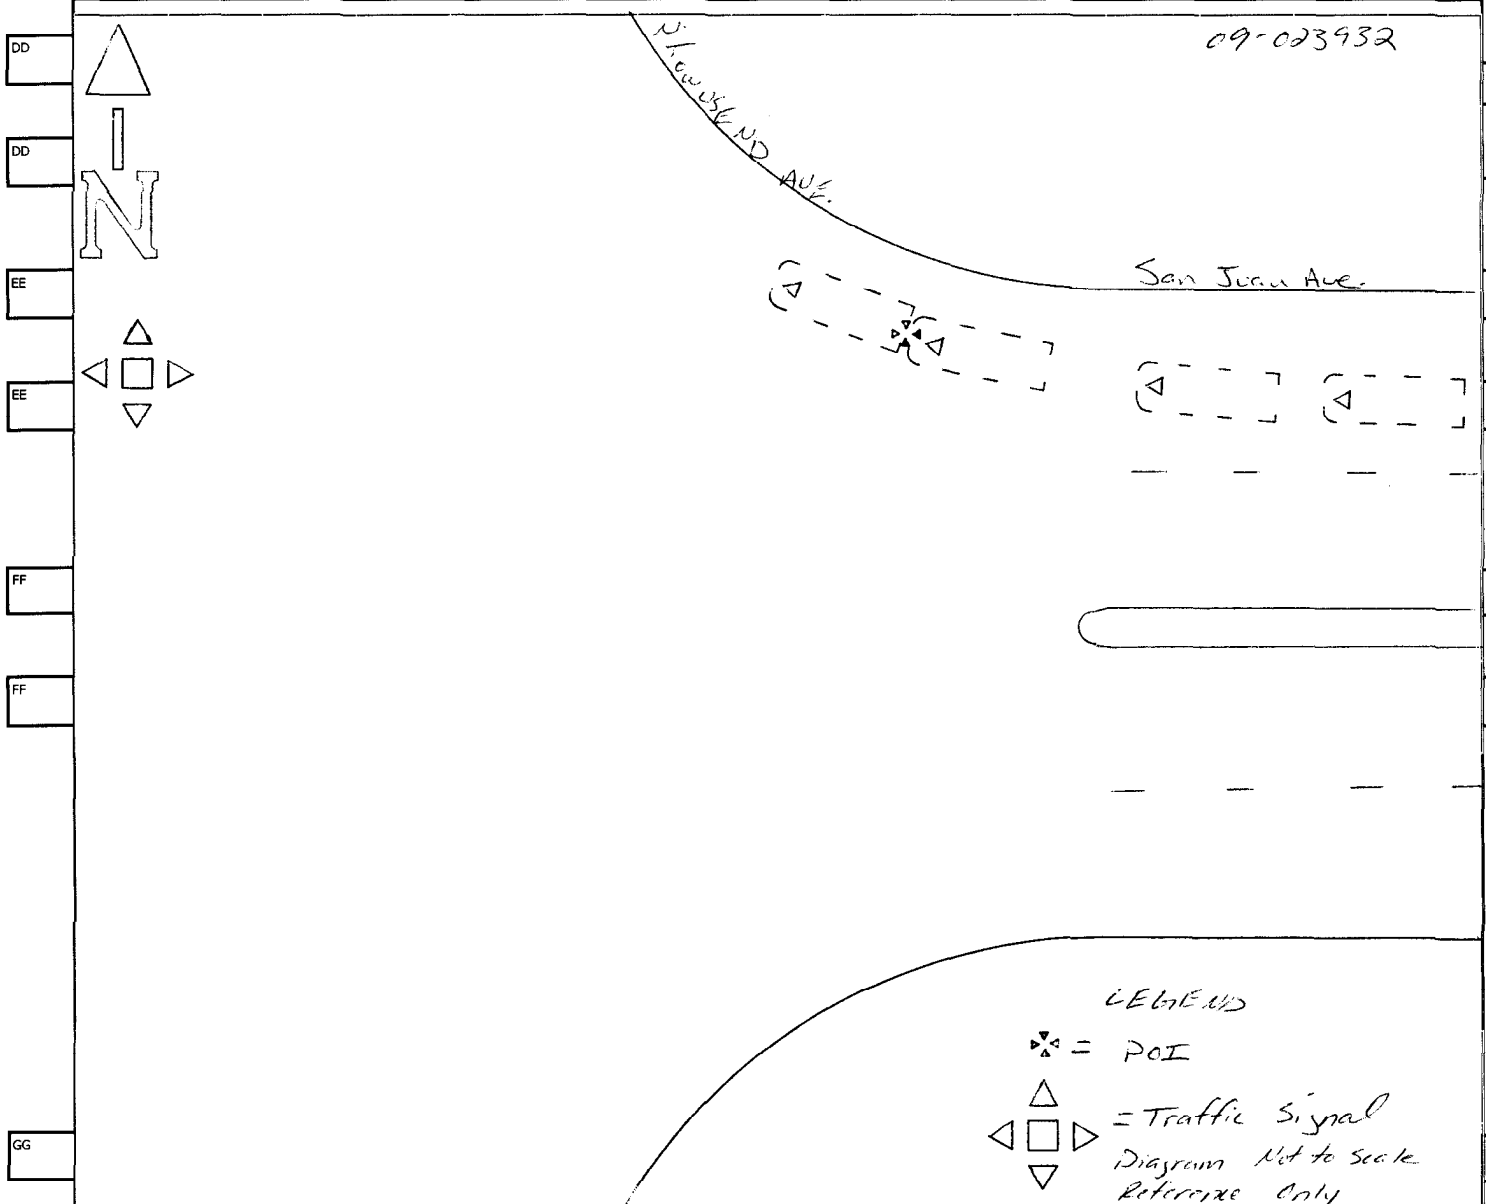 09-023932
DD
DD
N
N. TOWNSEND AVE.
San Juan Ave.
EE
EE
FF
FF
LEGEND
= POI
= Traffic Signal
Diagram Not to Scale
Reference Only
GG